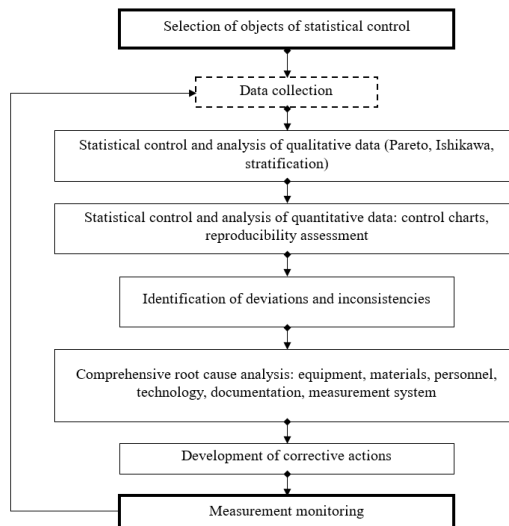 Selection of objects of statistical control
Data collection
Statistical control and analysis of qualitative data (Pareto, Ishikawa,
stratification)
Statistical control and analysis of quantitative data: control charts,
reproducibility assessment
Identification of deviations and inconsistencies
Comprehensive root cause analysis: equipment, materials, personnel,
technology, documentation, measurement system
Development of corrective actions
Measurement monitoring